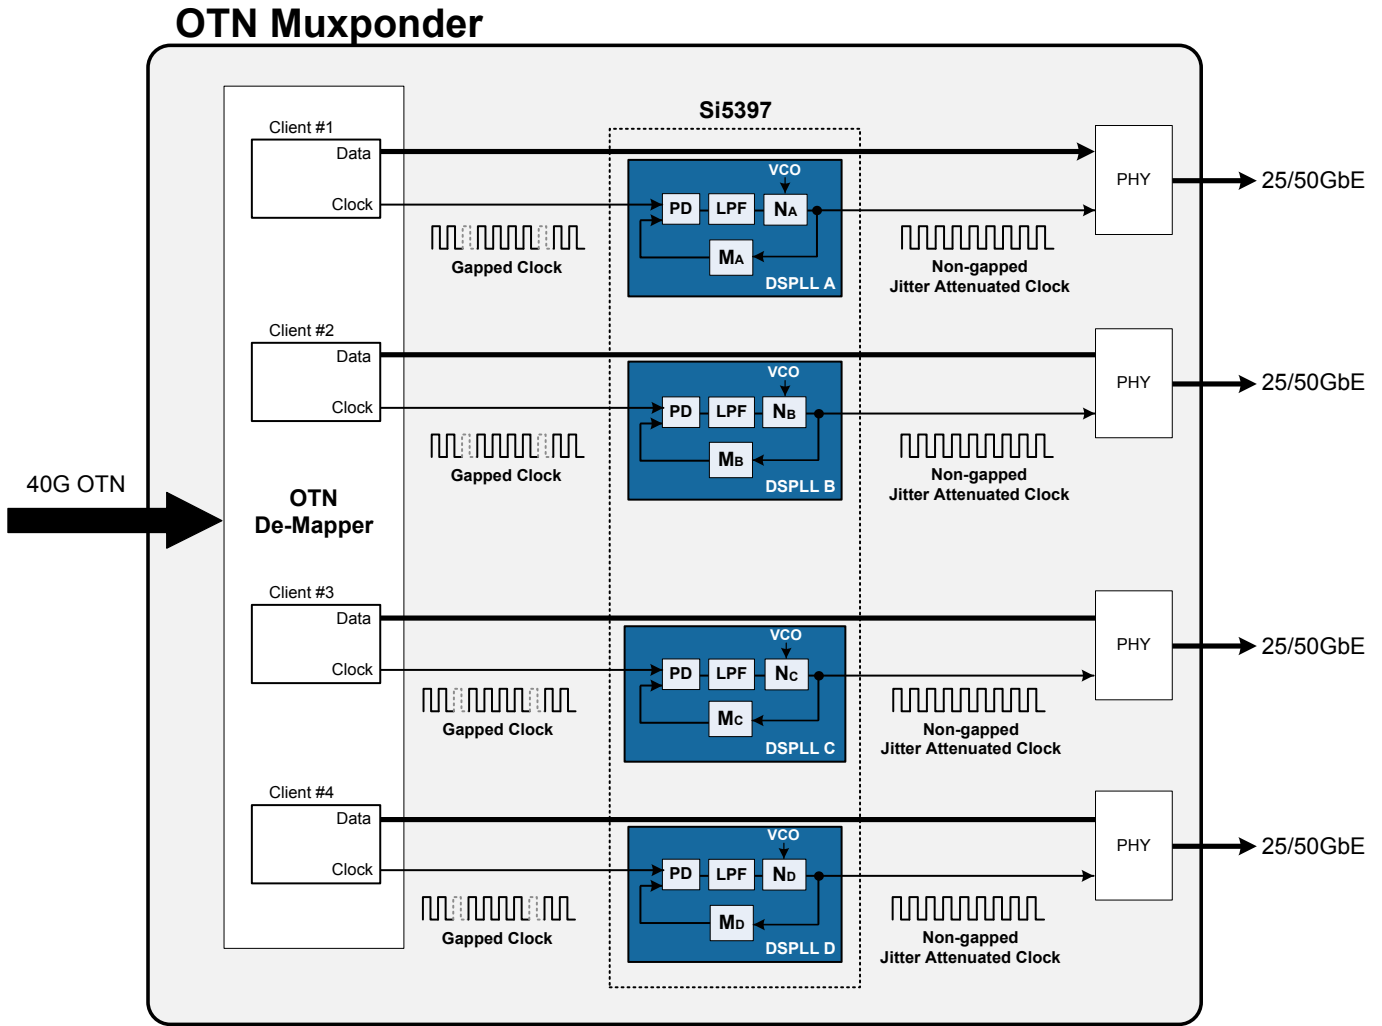 OTN Muxponder
Si5397
40G OTN
OTN
De-Mapper
Client #1
Data
Clock
Gapped Clock
VCO
PD
LPF
NA
MA
DSPLL A
Non-gapped
Jitter Attenuated Clock
PHY
25/50GbE
Client #2
Data
Clock
Gapped Clock
VCO
PD
LPF
NB
MB
DSPLL B
Non-gapped
Jitter Attenuated Clock
PHY
25/50GbE
Client #3
Data
Clock
Gapped Clock
VCO
PD
LPF
NC
MC
DSPLL C
Non-gapped
Jitter Attenuated Clock
PHY
25/50GbE
Client #4
Data
Clock
Gapped Clock
VCO
PD
LPF
ND
MD
DSPLL D
Non-gapped
Jitter Attenuated Clock
PHY
25/50GbE